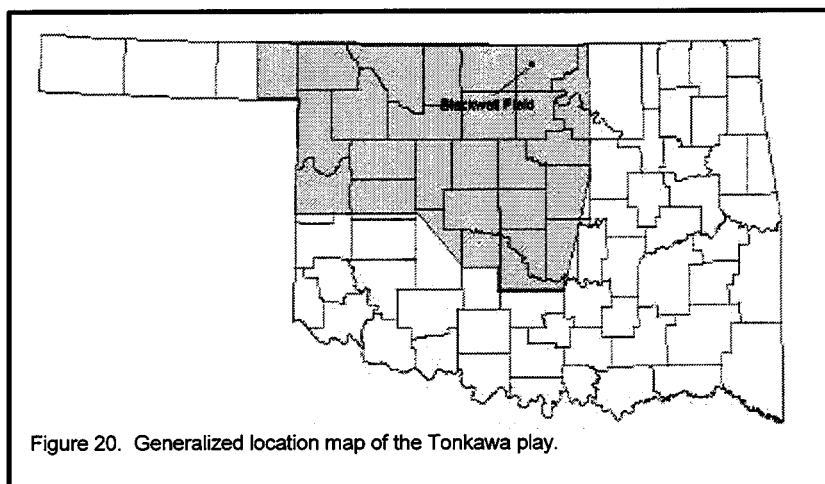 Blackwell Field
Figure 20. Generalized location map of the Tonkawa play.